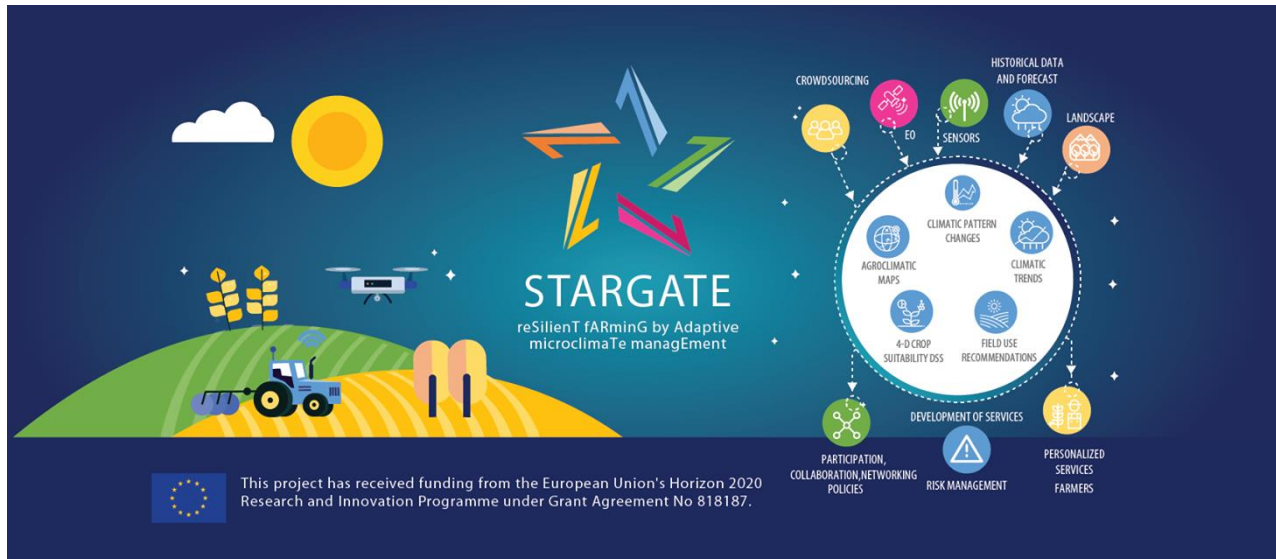 STARGATE
reSilienT fARminG by Adaptive
microclimaTe managEment
CROWDSOURCING
EO
SENSORS
HISTORICAL DATA
AND FORECAST
LANDSCAPE
CLIMATIC PATTERN
CHANGES
AGROCLIMATIC
MAPS
CLIMATIC
TRENDS
4-D CROP
SUITABILITY DSS
FIELD USE
RECOMMENDATIONS
PARTICIPATION,
COLLABORATION,NETWORKING
POLICIES
DEVELOPMENT OF SERVICES
RISK MANAGEMENT
PERSONALIZED
SERVICES
FARMERS
This project has received funding from the European Union's Horizon 2020
Research and Innovation Programme under Grant Agreement No 818187.